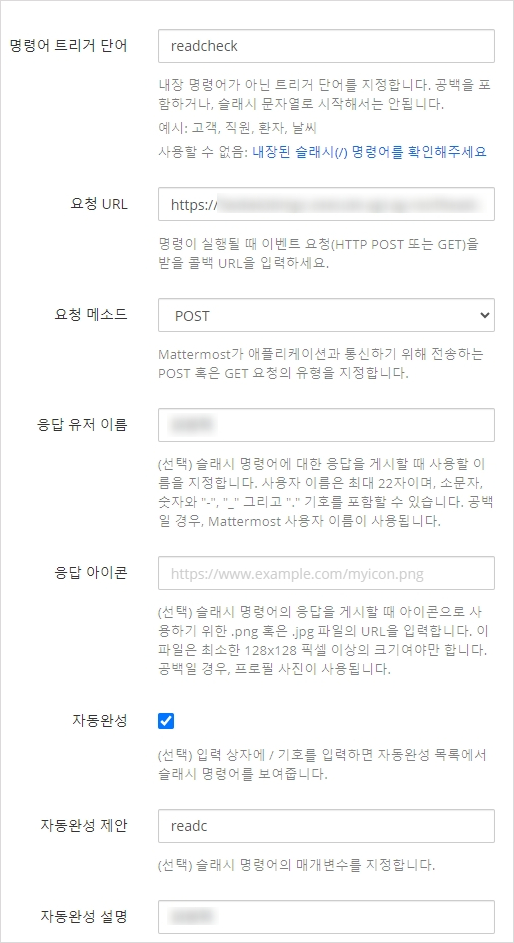 명령어 트리거 단어
readcheck
내장 명령어가 아닌 트리거 단어를 지정합니다. 공백을 포
함하거나, 슬래시 문자열로 시작해서는 안됩니다.
예시: 고객, 직원, 환자, 날씨
사용할 수 없음: 내장된 슬래시(/) 명령어를 확인해주세요
요청 URL
https://
명령이 실행될 때 이벤트 요청(HTTP POST 또는 GET)을
받을 콜백 URL을 입력하세요.
요청 메소드
POST
Mattermost가 애플리케이션과 통신하기 위해 전송하는
POST 혹은 GET 요청의 유형을 지정합니다.
응답 유저 이름
(선택) 슬래시 명령어에 대한 응답을 게시할 때 사용할 이
름을 지정합니다. 사용자 이름은 최대 22자이며, 소문자,
숫자와 "-", "_" 그리고 "." 기호를 포함할 수 있습니다. 공백
일 경우, Mattermost 사용자 이름이 사용됩니다.
응답 아이콘
https://www.example.com/myicon.png
(선택) 슬래시 명령어의 응답을 게시할 때 아이콘으로 사
용하기 위한 .png 혹은 .jpg 파일의 URL을 입력합니다. 이
파일은 최소한 128x128 픽셀 이상의 크기여야만 합니다.
공백일 경우, 프로필 사진이 사용됩니다.
자동완성
(선택) 입력 상자에 / 기호를 입력하면 자동완성 목록에서
슬래시 명령어를 보여줍니다.
자동완성 제안
readc
(선택) 슬래시 명령어의 매개변수를 지정합니다.
자동완성 설명